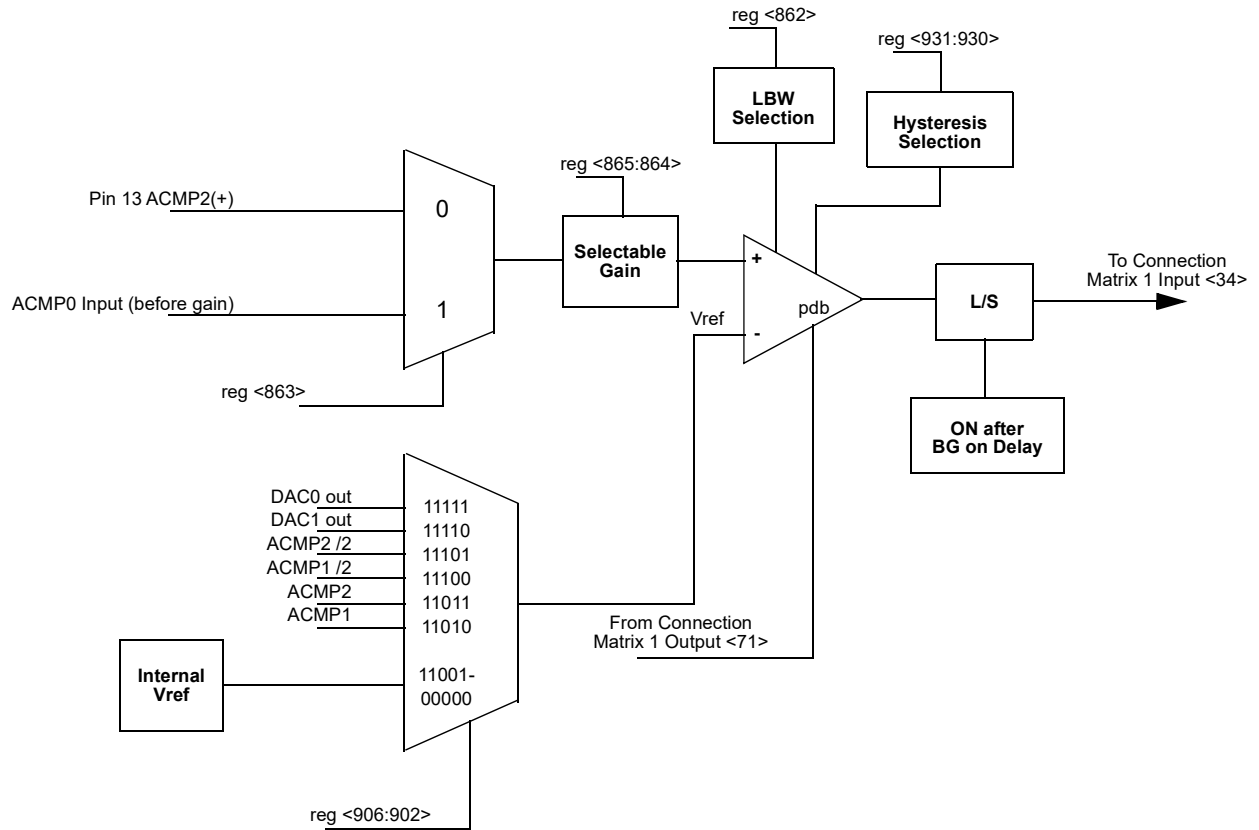 reg <862>
reg <931:930>
LBW
Selection
Hysteresis
Selection
reg <865:864>
Pin 13 ACMP2(+)
0
Selectable
Gain
+
To Connection
Matrix 1 Input <34>
L/S
ACMP0 Input (before gain)
1
Vref
pdb
-
reg <863>
ON after
BG on Delay
DAC0 out
11111
DAC1 out
11110
ACMP2 /2
11101
ACMP1 /2
11100
ACMP2
11011
ACMP1
11010
From Connection
Matrix 1 Output <71>
Internal
Vref
11001-
00000
reg <906:902>